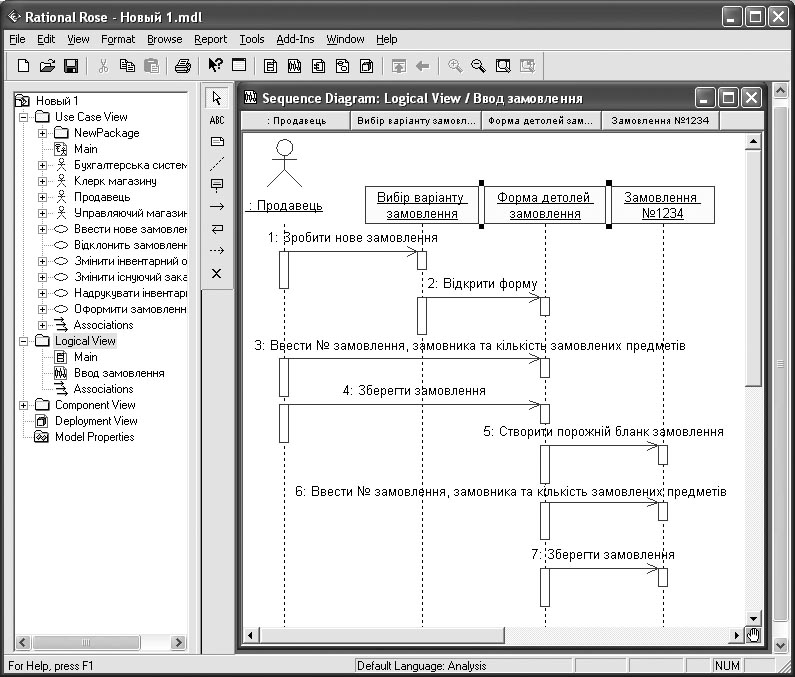 Rational Rose - Новый 1.mdl
File Edit View Format Browse Report Tools Add-Ins Window Help
Новый 1
Use Case View
NewPackage
Main
Бухгалтерська систем
Клерк магазину
Продавець
Управляючий магазин
Ввести нове замовлен
Відклонить замовленн
Змінити інвентарний о
Змінити існуючий зака
Надрукувати інвентарі
Оформити замовленн
Associations
Logical View
Main
Ввод замовлення
Associations
Component View
Deployment View
Model Properties
ABC
Sequence Diagram: Logical View / Ввод замовлення
: Продавець Вибір варіанту замовл... Форма детолей зам... Замовлення №1234
: Продавець
Вибір варіанту
замовлення
Форма детолей
замовлення
Замовлення
№1234
1: Зробити нове замовлення
2: Відкрити форму
3: Ввести № замовлення, замовника та кількість замовлених предметів
4: Зберегти замовлення
5: Створити порожній бланк замовлення
6: Ввести № замовлення, замовника та кількість замовлених предметів
7: Зберегти замовлення
For Help, press F1 Default Language: Analysis NUM